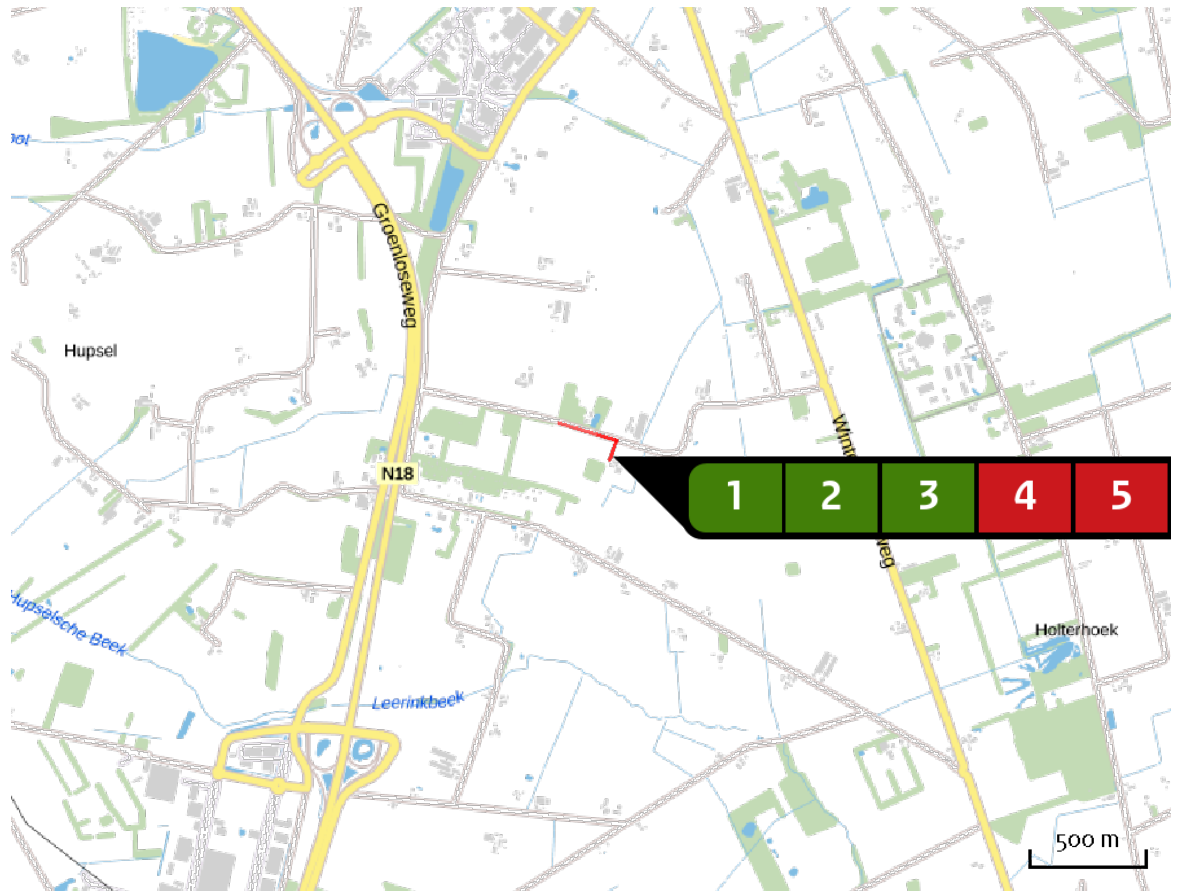 Groenloseweg
Hupsel
N18
1 2 3 4 5
Holterhoek
Hupselsche Beek
Leerinkbeek
500 m